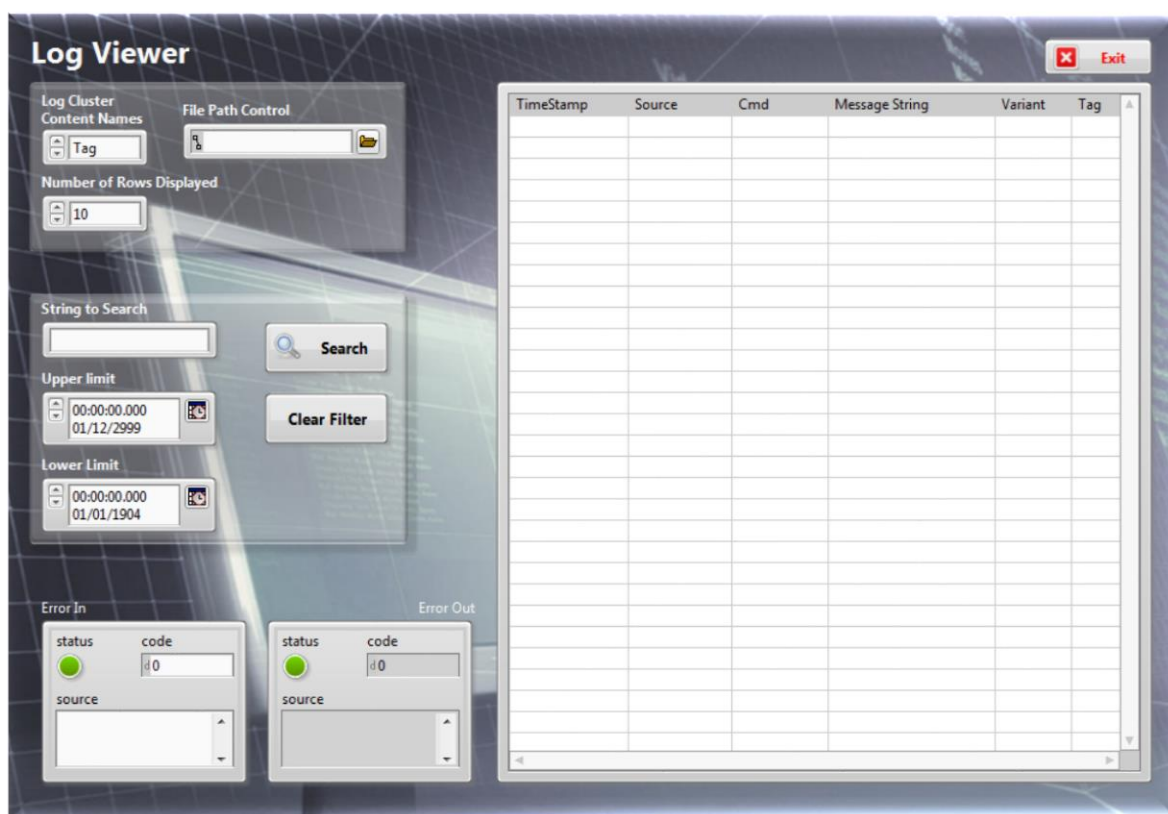 Log Viewer
Exit
Log Cluster
Content Names
File Path Control
Tag
Number of Rows Displayed
10
String to Search
Search
Upper limit
00:00:00.000
01/12/2999
Clear Filter
Lower Limit
00:00:00.000
01/01/1904
Error In
Error Out
status code
d 0
source
status code
d 0
source
TimeStamp Source Cmd Message String Variant Tag